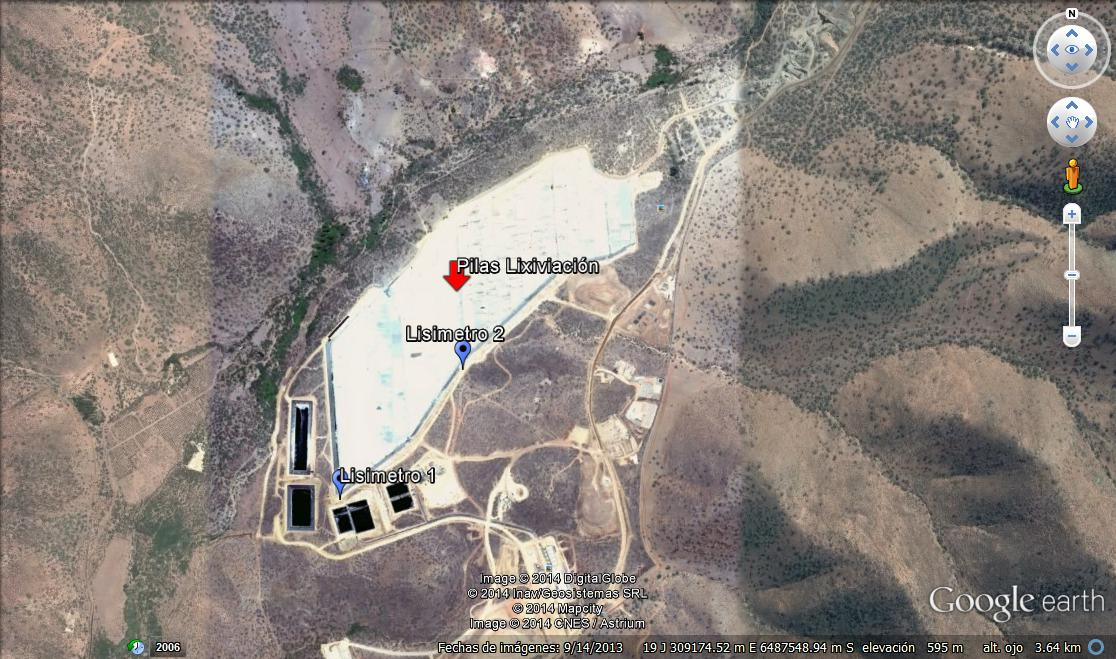 N
Pilas Lixiviación
Lisimetro 2
Lisimetro 1
Image © 2014 DigitalGlobe
© 2014 Inav/Geosistemas SRL
© 2014 Mapcity
Image © 2014 CNES / Astrium
Google earth
2006
Fechas de imágenes: 9/14/2013 19 J 309174.52 m E 6487548.94 m S elevación 595 m alt. ojo 3.64 km